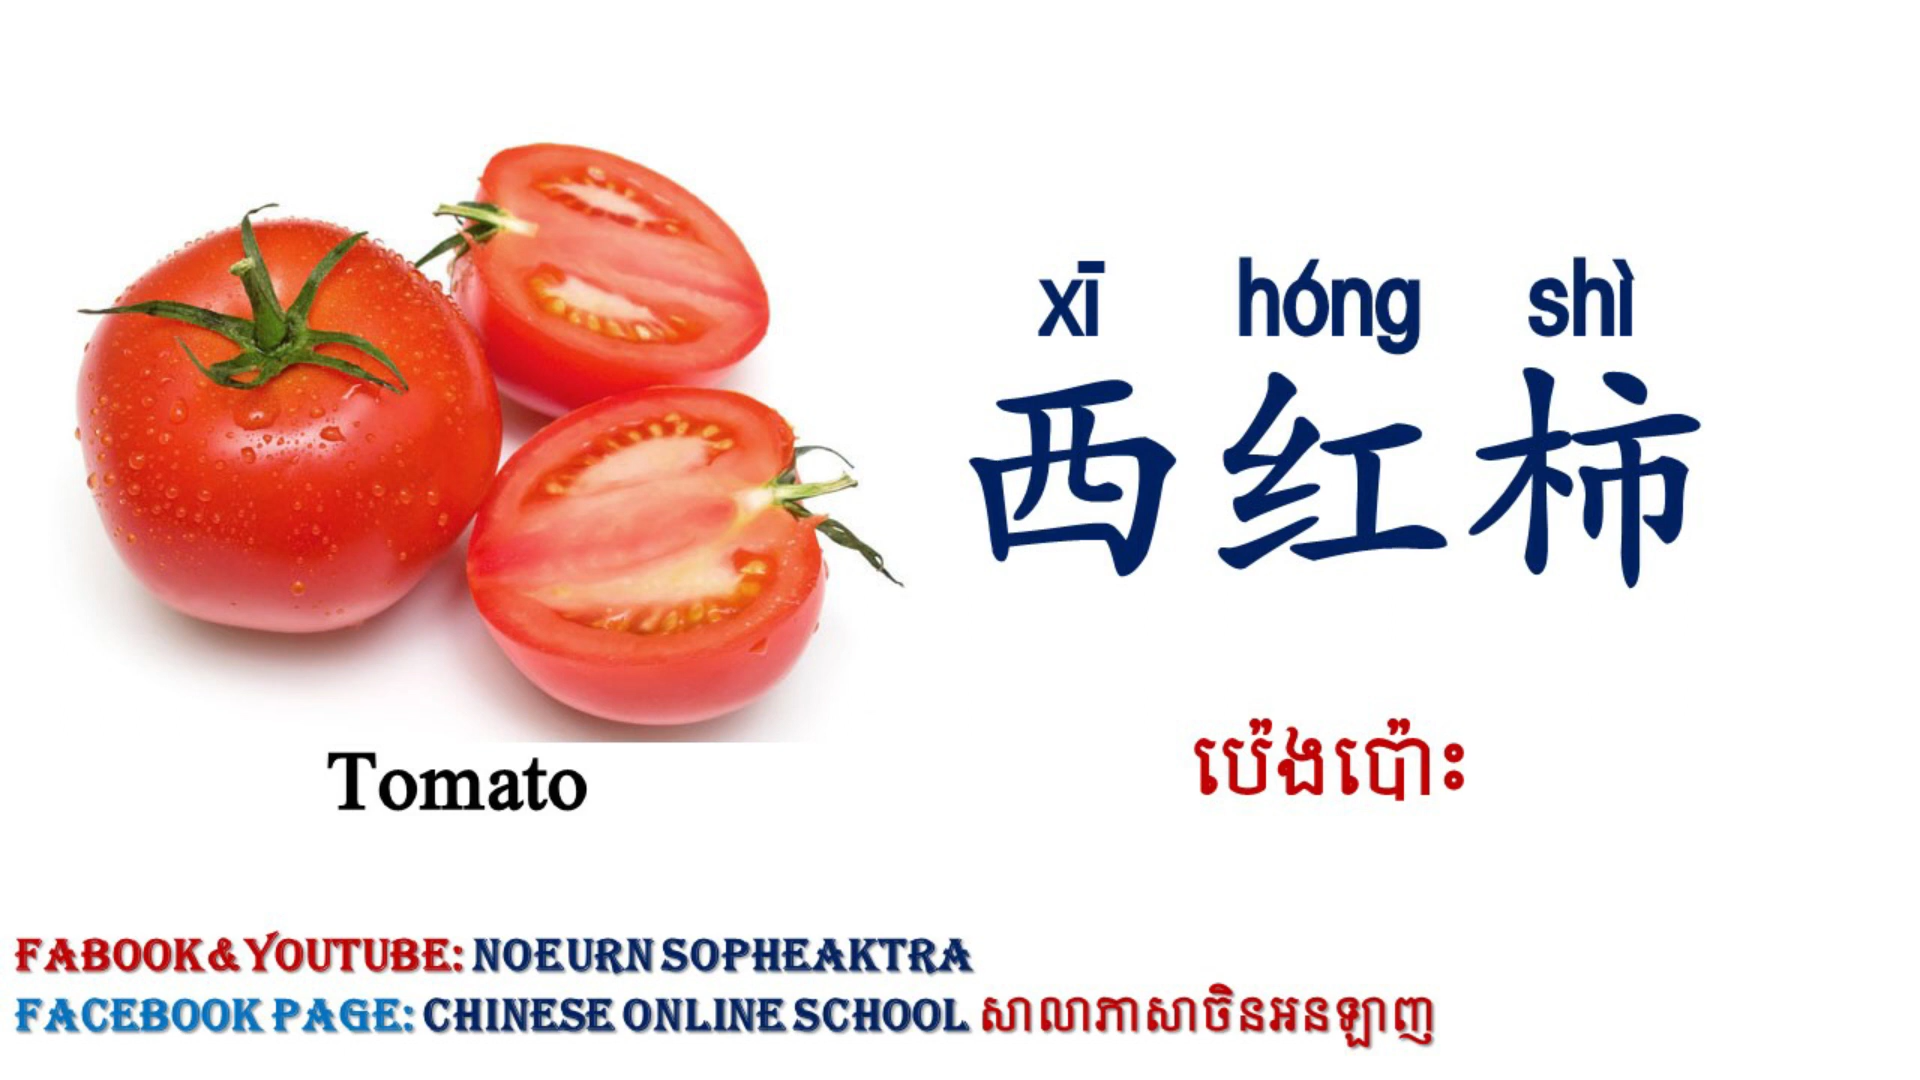 xī hóng shì
西红柿
Tomato
ប៉េងប៉ោះ
FABOOK&YOUTUBE: NOEURN SOPHEAKTRA
FACEBOOK PAGE: CHINESE ONLINE SCHOOL សាលាភាសាចិនអនឡាញ